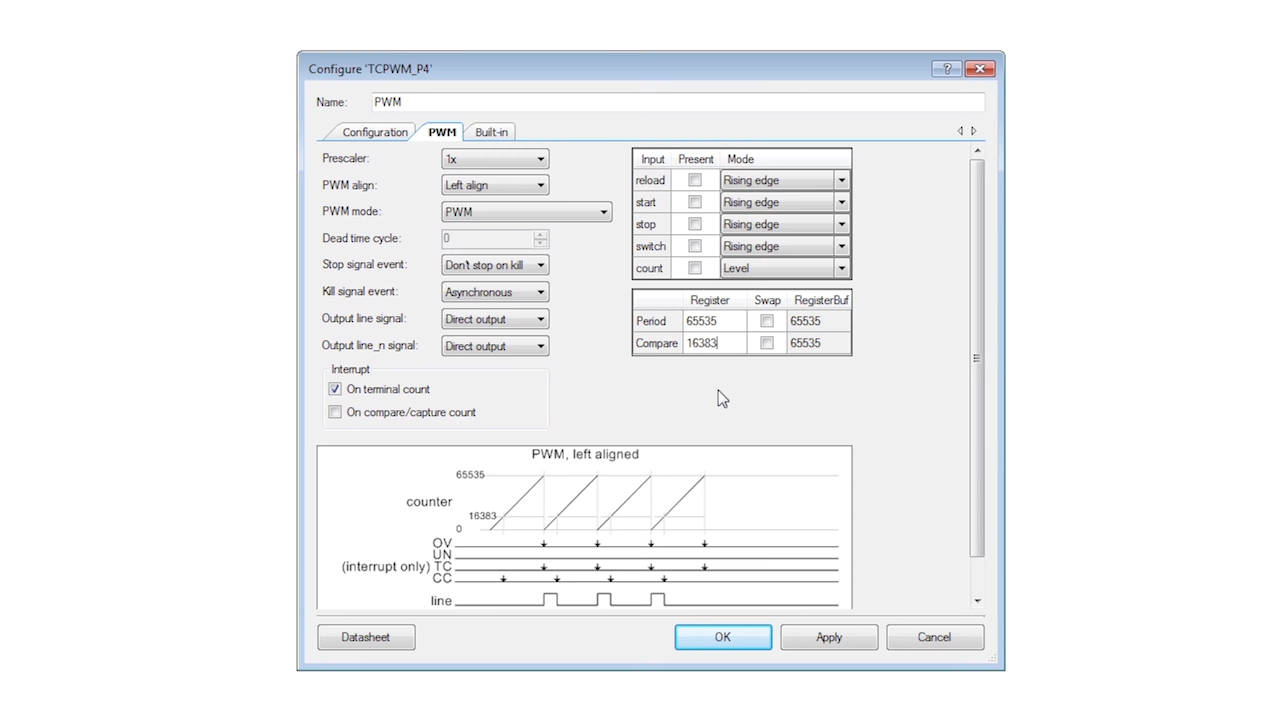 Configure 'TCPWM_P4'
Name: PWM
Configuration PWM Built-in
Prescaler: 1x
PWM align: Left align
PWM mode: PWM
Dead time cycle: 0
Stop signal event: Don't stop on kill
Kill signal event: Asynchronous
Output line signal: Direct output
Output line_n signal: Direct output
Interrupt
On terminal count
On compare/capture count
Input Present Mode
reload Rising edge
start Rising edge
stop Rising edge
switch Rising edge
count Level
Register Swap RegisterBuf
Period 65535 65535
Compare 16383 65535
PWM, left aligned
65535
counter
16383
0
OV
UN
(interrupt only) TC
CC
line
Datasheet OK Apply Cancel